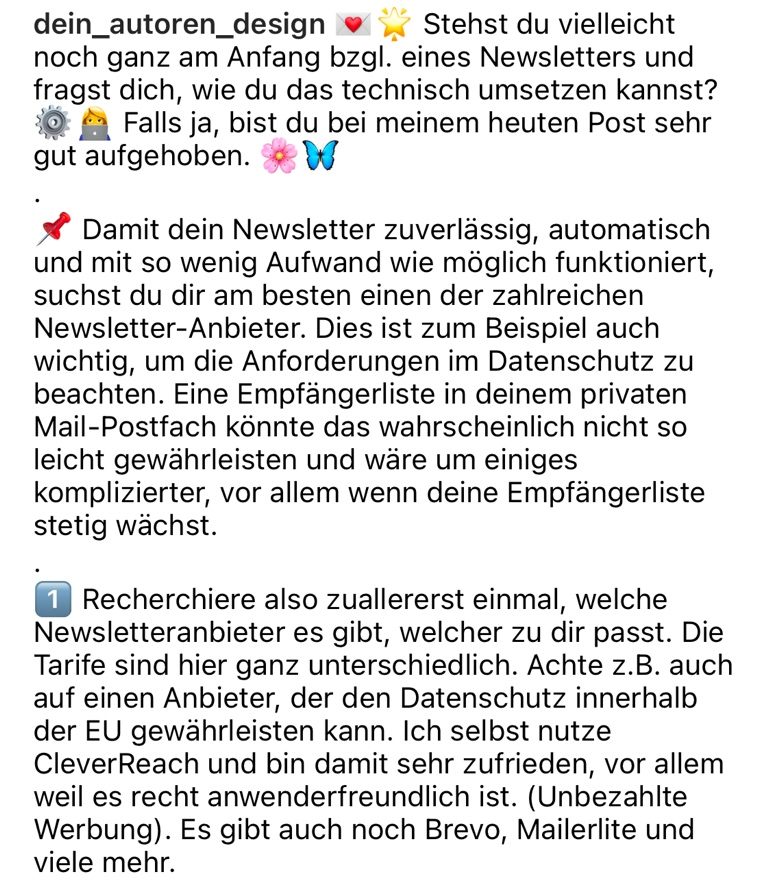 dein_autoren_design 💌🌟 Stehst du vielleicht
noch ganz am Anfang bzgl. eines Newsletters und
fragst dich, wie du das technisch umsetzen kannst?
⚙️👩‍💻 Falls ja, bist du bei meinem heuten Post sehr
gut aufgehoben. 🌸🦋
.
📌 Damit dein Newsletter zuverlässig, automatisch
und mit so wenig Aufwand wie möglich funktioniert,
suchst du dir am besten einen der zahlreichen
Newsletter-Anbieter. Dies ist zum Beispiel auch
wichtig, um die Anforderungen im Datenschutz zu
beachten. Eine Empfängerliste in deinem privaten
Mail-Postfach könnte das wahrscheinlich nicht so
leicht gewährleisten und wäre um einiges
komplizierter, vor allem wenn deine Empfängerliste
stetig wächst.
.
1️⃣ Recherchiere also zuallererst einmal, welche
Newsletteranbieter es gibt, welcher zu dir passt. Die
Tarife sind hier ganz unterschiedlich. Achte z.B. auch
auf einen Anbieter, der den Datenschutz innerhalb
der EU gewährleisten kann. Ich selbst nutze
CleverReach und bin damit sehr zufrieden, vor allem
weil es recht anwenderfreundlich ist. (Unbezahlte
Werbung). Es gibt auch noch Brevo, Mailerlite und
viele mehr.